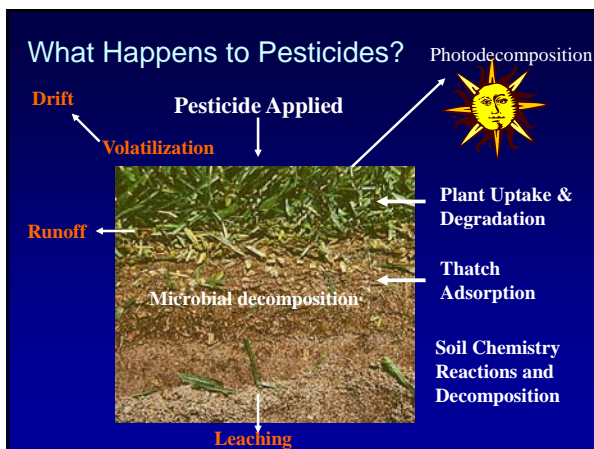 What Happens to Pesticides?
Photodecomposition
Drift
Pesticide Applied
Volatilization
Plant Uptake &
Degradation
Runoff
Thatch
Adsorption
Microbial decomposition
Soil Chemistry
Reactions and
Decomposition
Leaching